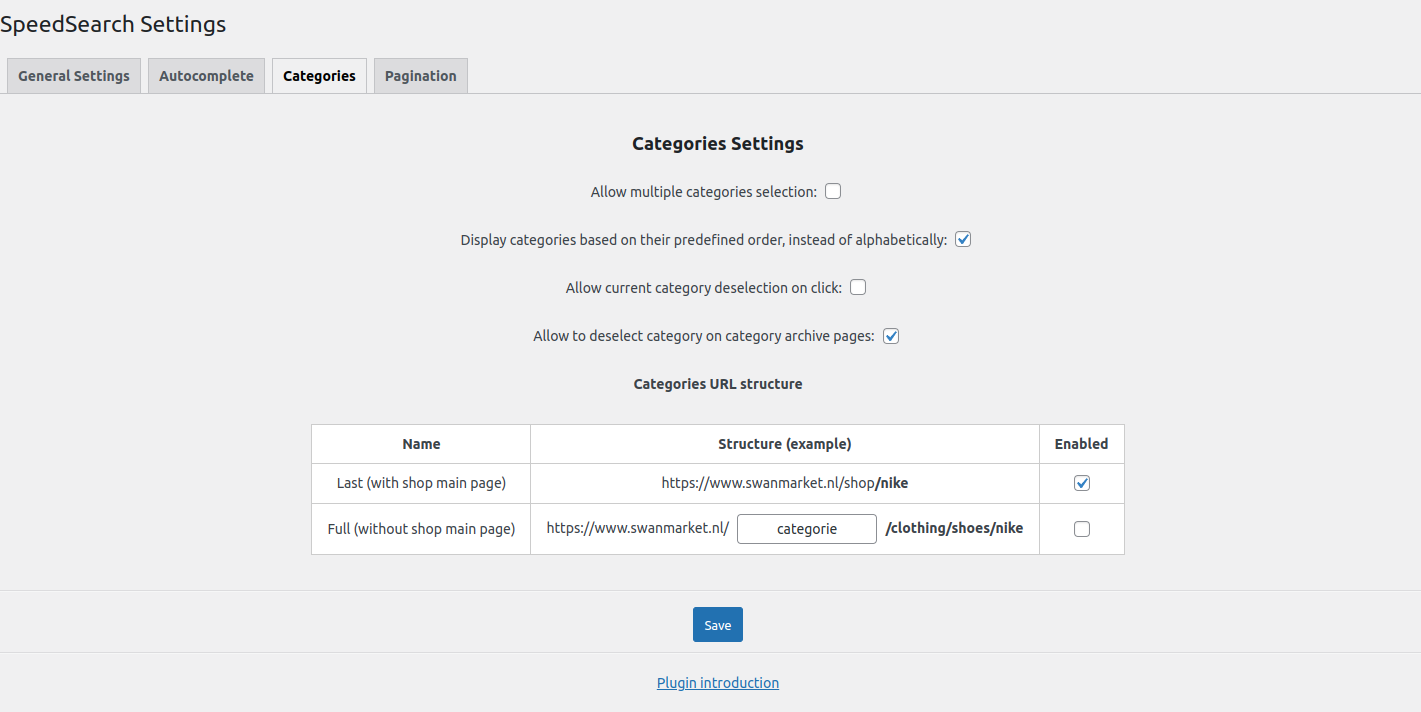 SpeedSearch Settings
General Settings Autocomplete Categories Pagination
Categories Settings
Allow multiple categories selection:
Display categories based on their predefined order, instead of alphabetically:
Allow current category deselection on click:
Allow to deselect category on category archive pages:
Categories URL structure
Name Structure (example) Enabled
Last (with shop main page) https://www.swanmarket.nl/shop/nike
Full (without shop main page) https://www.swanmarket.nl/ categorie /clothing/shoes/nike
Save
Plugin introduction